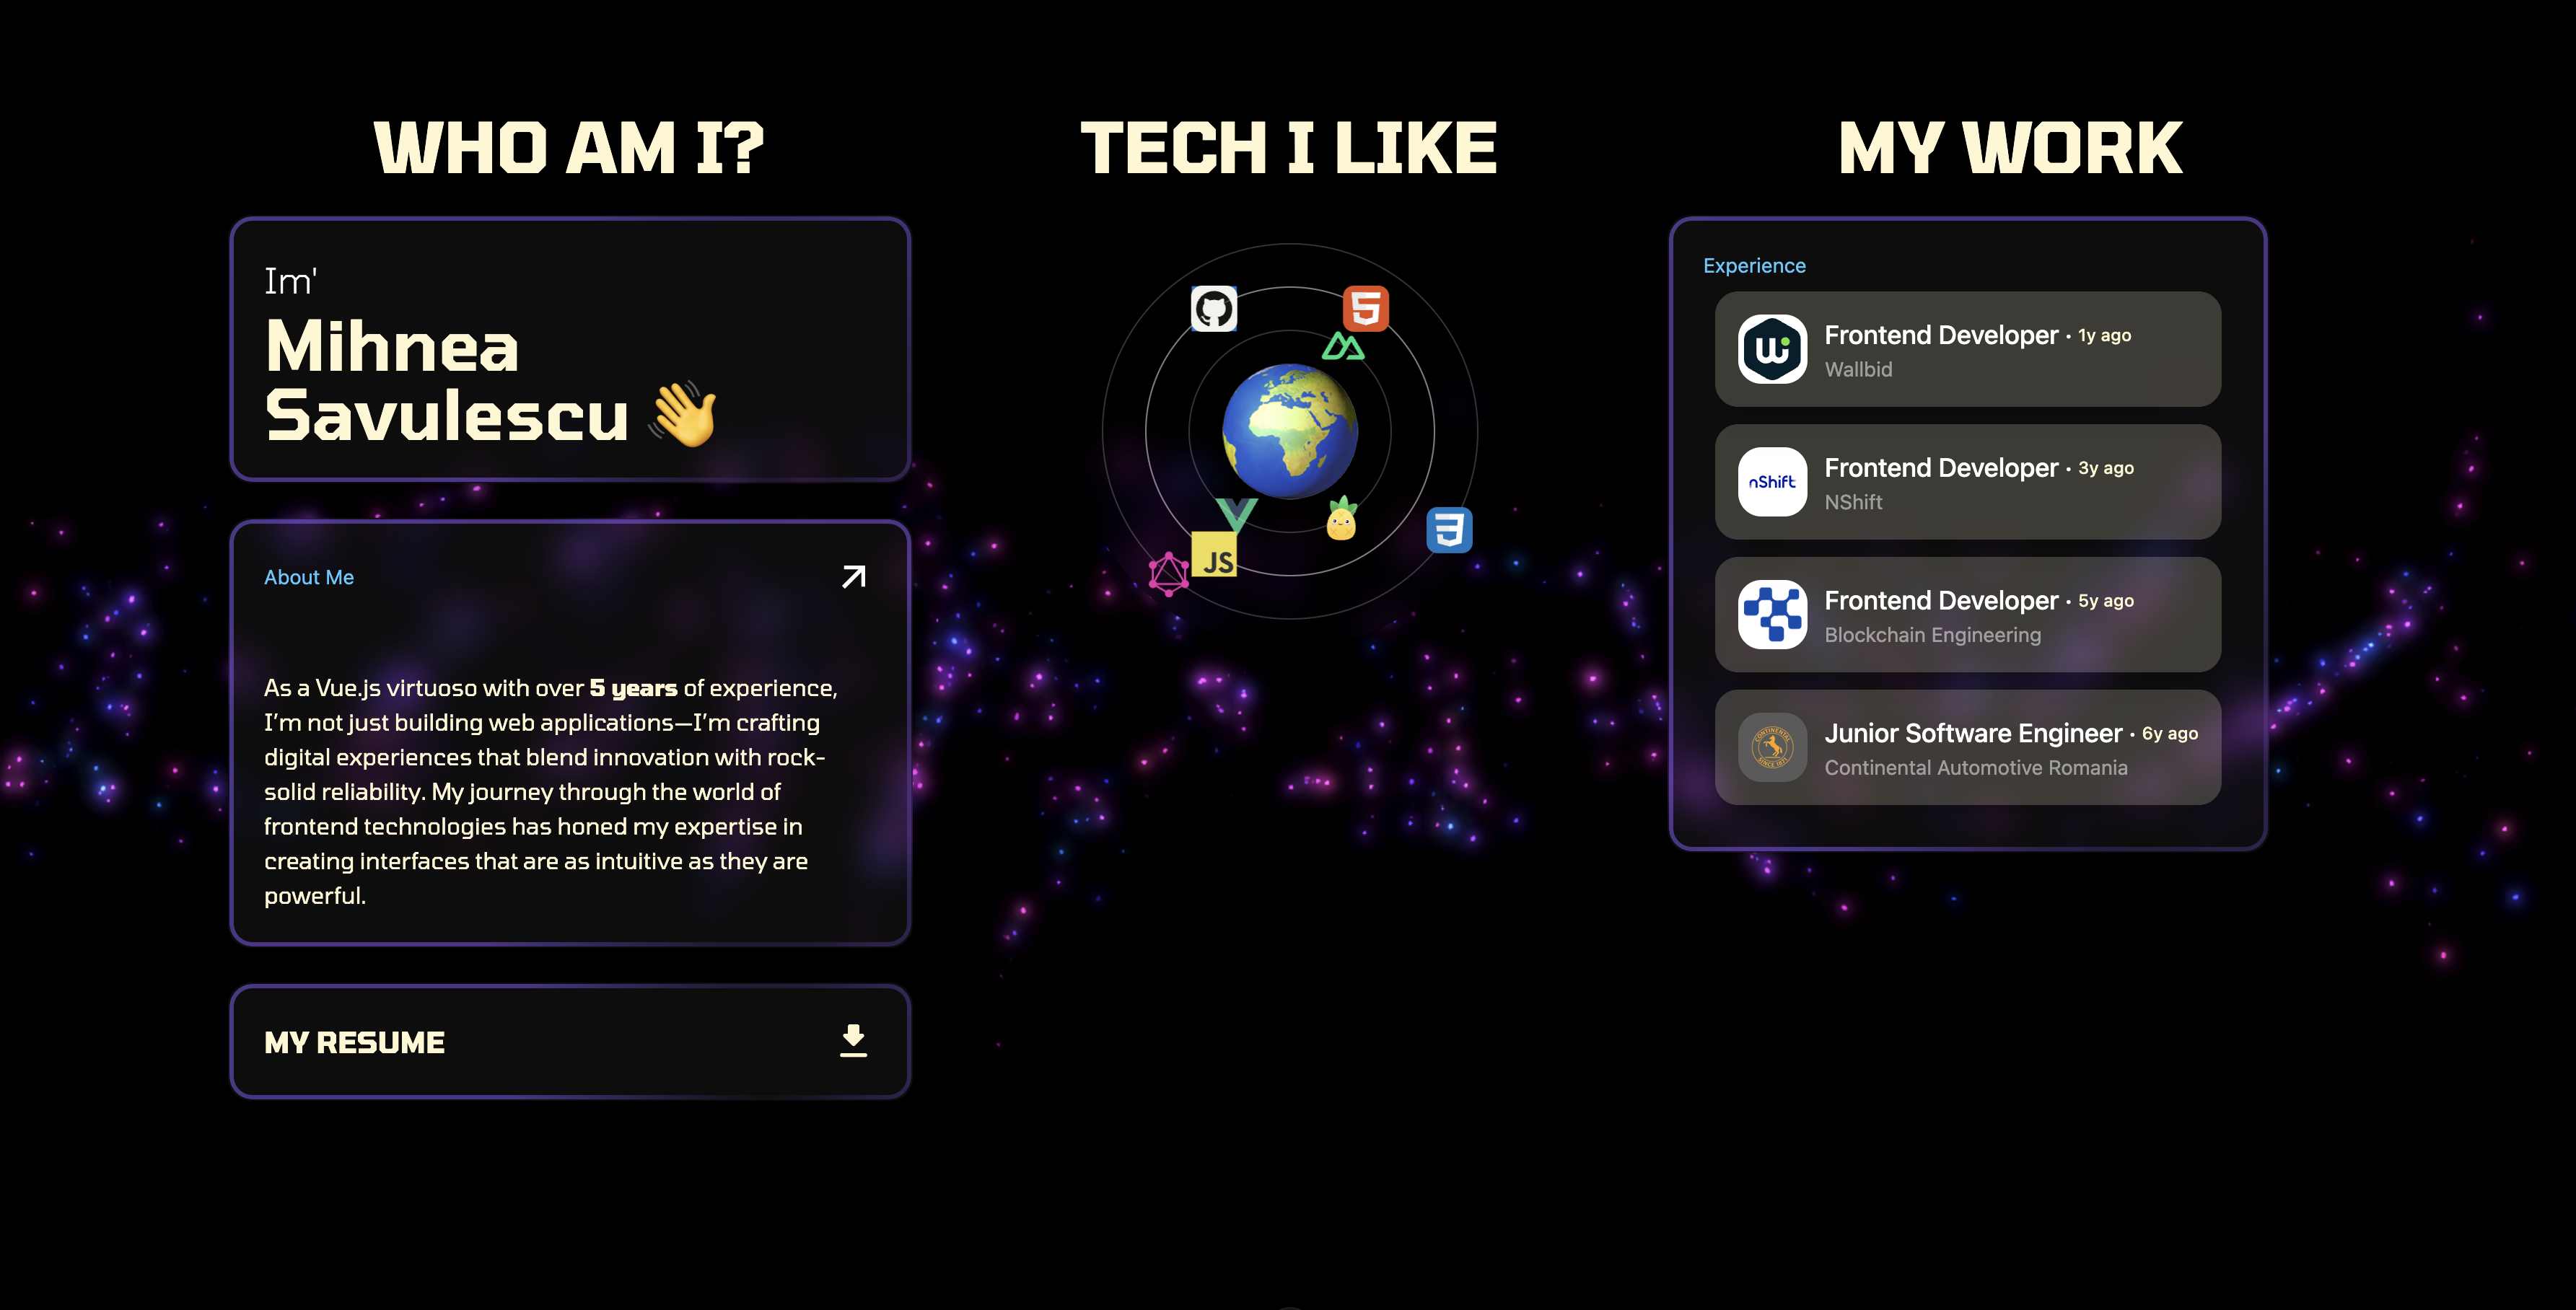 WHO AM I?
Im'
Mihnea
Savulescu 👋
About Me
As a Vue.js virtuoso with over 5 years of experience,
I'm not just building web applications—I'm crafting
digital experiences that blend innovation with rock-
solid reliability. My journey through the world of
frontend technologies has honed my expertise in
creating interfaces that are as intuitive as they are
powerful.
MY RESUME
TECH I LIKE
JS
MY WORK
Experience
Frontend Developer · 1y ago
Wallbid
nShift
Frontend Developer · 3y ago
NShift
Frontend Developer · 5y ago
Blockchain Engineering
CONTINENTAL
SINCE 1871
Junior Software Engineer · 6y ago
Continental Automotive Romania